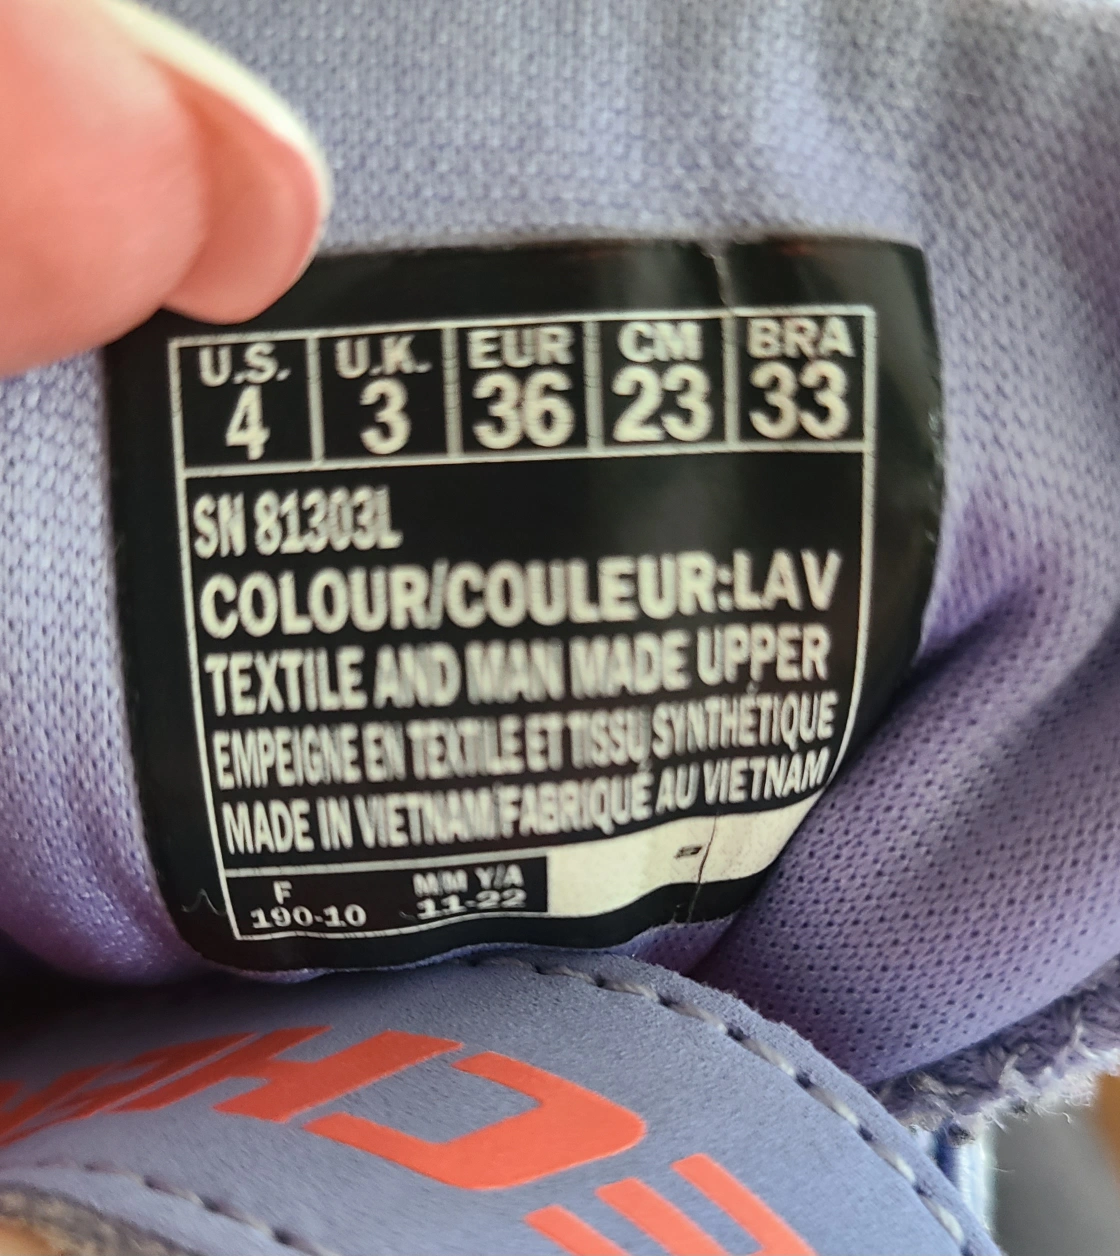 U.S. U.K. EUR CM BRA
4 3 36 23 33
SN 81303L
COLOUR/COULEUR:LAV
TEXTILE AND MAN MADE UPPER
EMPEIGNE EN TEXTILE ET TISSU SYNTHÉTIQUE
MADE IN VIETNAM/FABRIQUÉ AU VIETNAM
F M/M Y/A
190-10 11-22